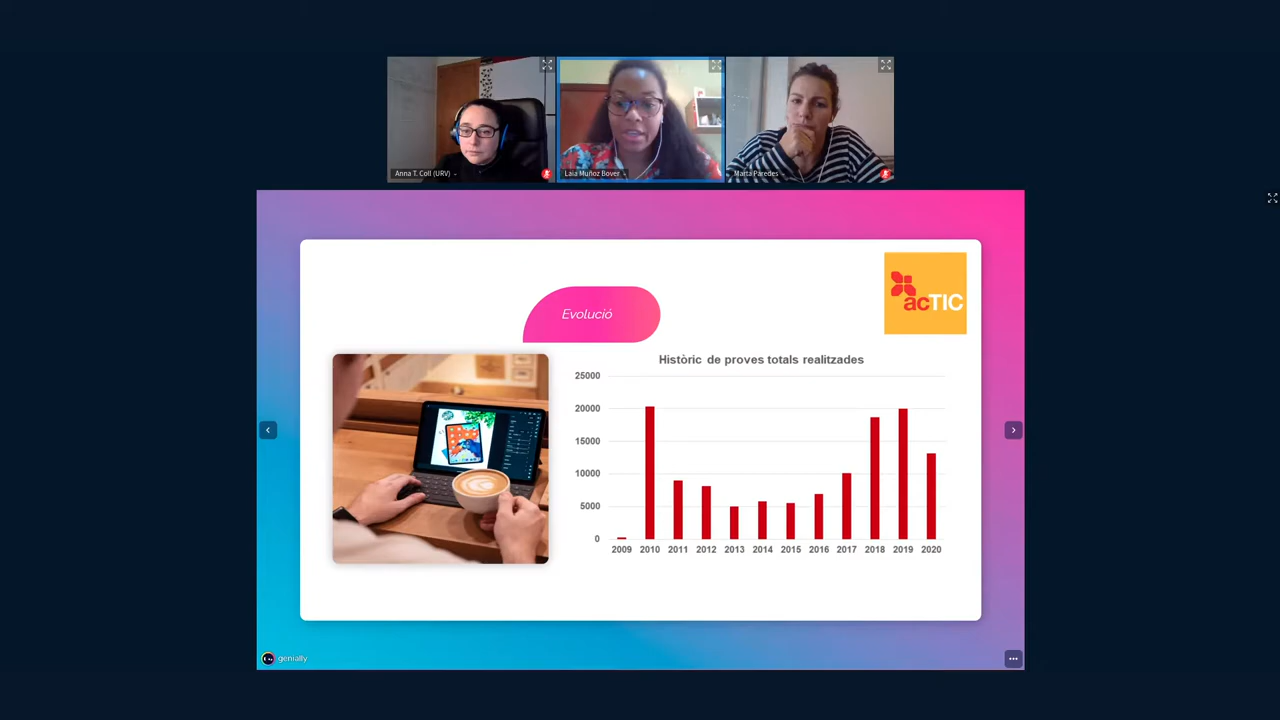 Anna T. Coll (URV)
Laia Muñoz Bover
Marta Paredes
acTIC
Evolució
Històric de proves totals realitzades
25000
20000
15000
10000
5000
0
2009 2010 2011 2012 2013 2014 2015 2016 2017 2018 2019 2020
genially